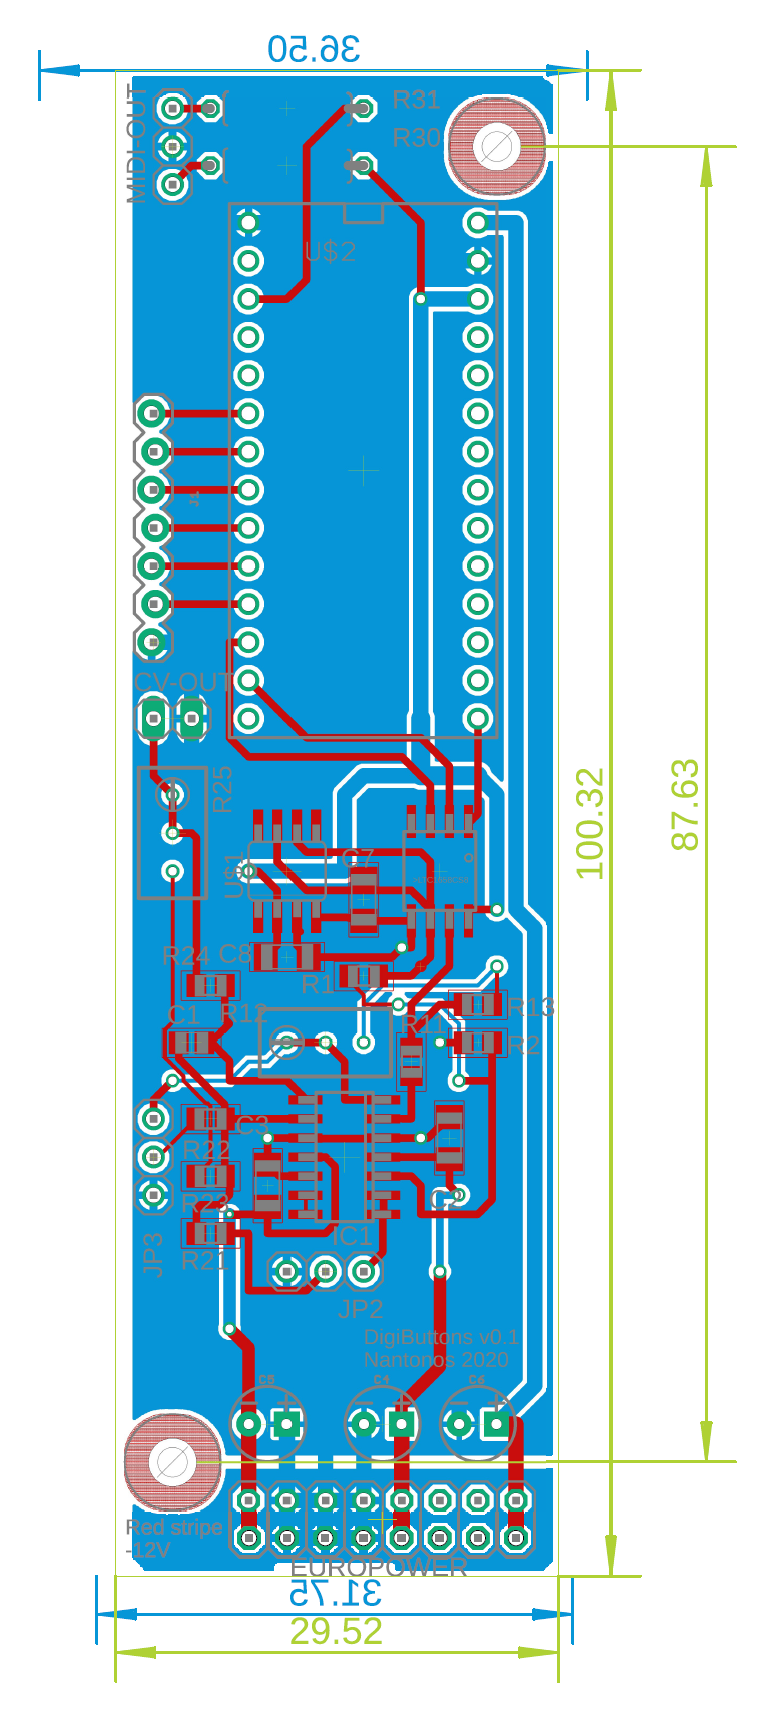 36.50
MIDI-OUT
R31
R30
U$2
J4
CV-OUT
R25
87.63
100.32
U$1
C7
R24
C8
R1
R13
C1
R12
R11
R2
C3
R22
R23
R21
IC1
JP3
JP2
DigiButtons v0.1
Nantonos 2020
C5
C4
C6
Red stripe
-12V
EUROPOWER
31.75
29.52